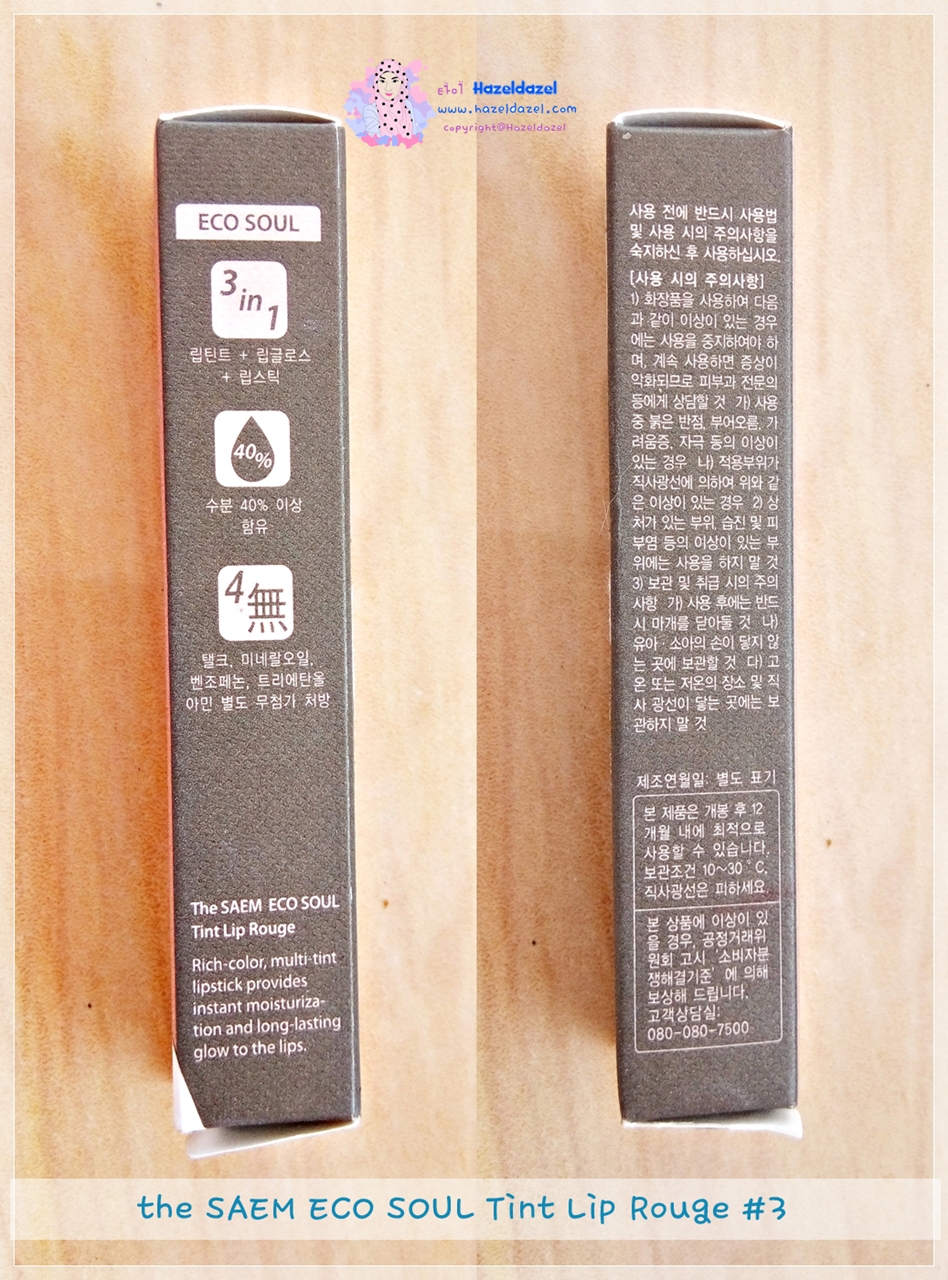 Hazeldazel
www.hazeldazel.com
copyright@Hazeldazel
ECO SOUL
3 in 1
립틴트 + 립글로스
+ 립스틱
40%
수분 40% 이상
함유
4無
탤크, 미네랄오일,
벤조페논, 트리에탄올
아민 별도 무첨가 처방
The SAEM ECO SOUL
Tint Lip Rouge
Rich-color, multi-tint
lipstick provides
instant moisturiza-
tion and long-lasting
glow to the lips.
사용 전에 반드시 사용법
및 사용 시의 주의사항을
숙지하신 후 사용하십시오.
[사용 시의 주의사항]
1) 화장품을 사용하여 다음
과 같이 이상이 있는 경우
에는 사용을 중지하여야 하
며, 계속 사용하면 증상이
악화되므로 피부과 전문의
등에게 상담할 것 가) 사용
중 붉은 반점, 부어오름, 가
려움증, 자극 등의 이상이
있는 경우 나) 적용부위가
직사광선에 의하여 위와 같
은 이상이 있는 경우 2) 상
처가 있는 부위, 습진 및 피
부염 등의 이상이 있는 부
위에는 사용을 하지 말 것
3) 보관 및 취급 시의 주의
사항 가) 사용 후에는 반드
시 마개를 닫아둘 것 나)
유아·소아의 손이 닿지 않
는 곳에 보관할 것 다) 고
온 또는 저온의 장소 및 직
사 광선이 닿는 곳에는 보
관하지 말 것
제조연월일: 별도 표기
본 제품은 개봉 후 12
개월 내에 최적으로
사용할 수 있습니다.
보관조건 10~30°C,
직사광선은 피하세요.
본 상품에 이상이 있
을 경우, 공정거래위
원회 고시 '소비자분
쟁해결기준' 에 의해
보상해 드립니다.
고객상담실:
080-080-7500
the SAEM ECO SOUL Tint Lip Rouge #3